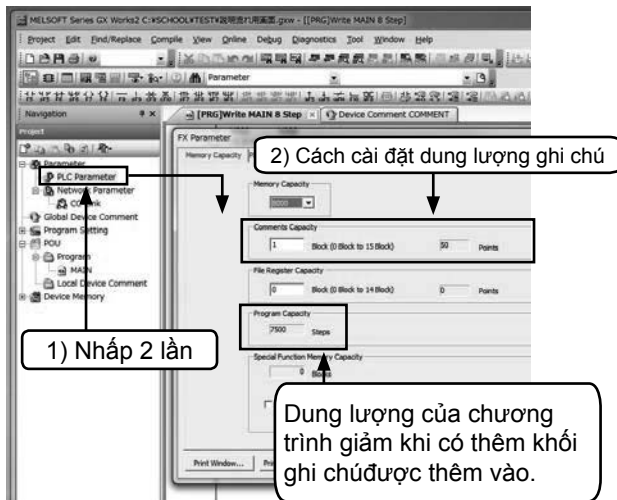 MELSOFT Series GX Works2 C:¥SCHOOL¥TEST¥説明含れ用画面.gxw - [[PRG]Write MAIN 8 Step]
Project Edit Find/Replace Compile View Online Debug Diagnostics Tool Window Help
Parameter
Navigation
[PRG]Write MAIN 8 Step
Device Comment COMMENT
Project
Parameter
PLC Parameter
Network Parameter
Global Device Comment
Program Setting
POU
Program
MAIN
Local Device Comment
Device Memory
1) Nhấp 2 lần
FX Parameter
2) Cách cài đặt dung lượng ghi chú
Memory Capacity
Memory Capacity
8000
Comments Capacity
1 Block (0 Block to 15 Block) 50 Points
File Register Capacity
0 Block (0 Block to 14 Block) 0 Points
Program Capacity
7500 Steps
Special Function Memory Capacity
0 Blocks
Dung lượng của chương
trình giảm khi có thêm khối
ghi chúđược thêm vào.
Print Window...